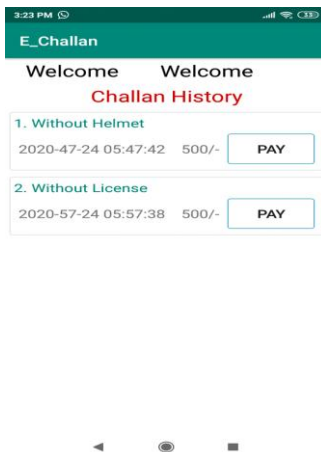 3:23 PM
E_Challan
Welcome Welcome
Challan History
1. Without Helmet
2020-47-24 05:47:42 500/- PAY
2. Without License
2020-57-24 05:57:38 500/- PAY